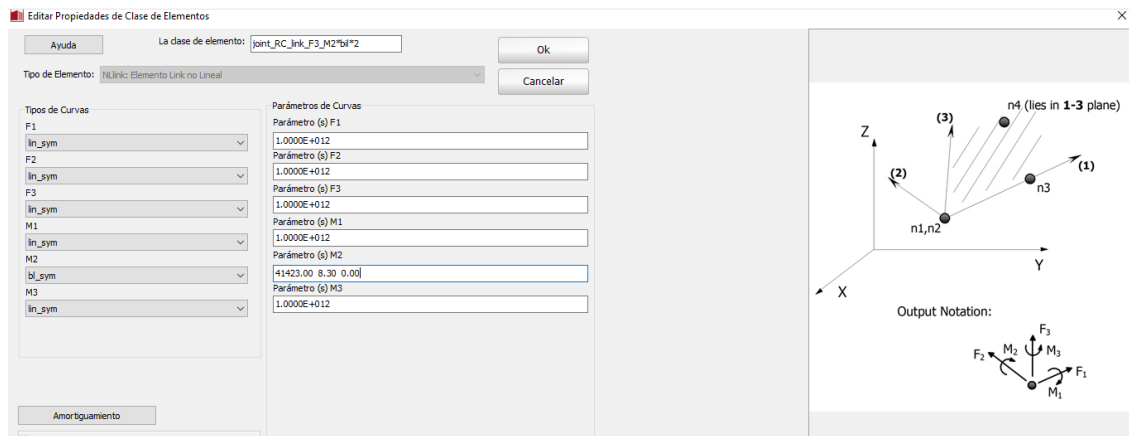 Editar Propiedades de Clase de Elementos
Ayuda
La clase de elemento: joint_RC_link_F3_M2*bil*2
Ok
Tipo de Elemento: NLlink: Elemento Link no Lineal
Cancelar
Tipos de Curvas
F1
lin_sym
F2
lin_sym
F3
lin_sym
M1
lin_sym
M2
bl_sym
M3
lin_sym
Amortiguamiento
Parámetros de Curvas
Parámetro (s) F1
1.0000E+012
Parámetro (s) F2
1.0000E+012
Parámetro (s) F3
1.0000E+012
Parámetro (s) M1
1.0000E+012
Parámetro (s) M2
41423.00 8.30 0.00
Parámetro (s) M3
1.0000E+012
n4 (lies in 1-3 plane)
Z
(3)
(2)
(1)
n3
n1,n2
Y
X
Output Notation:
F3
F2
M2
M3
F1
M1